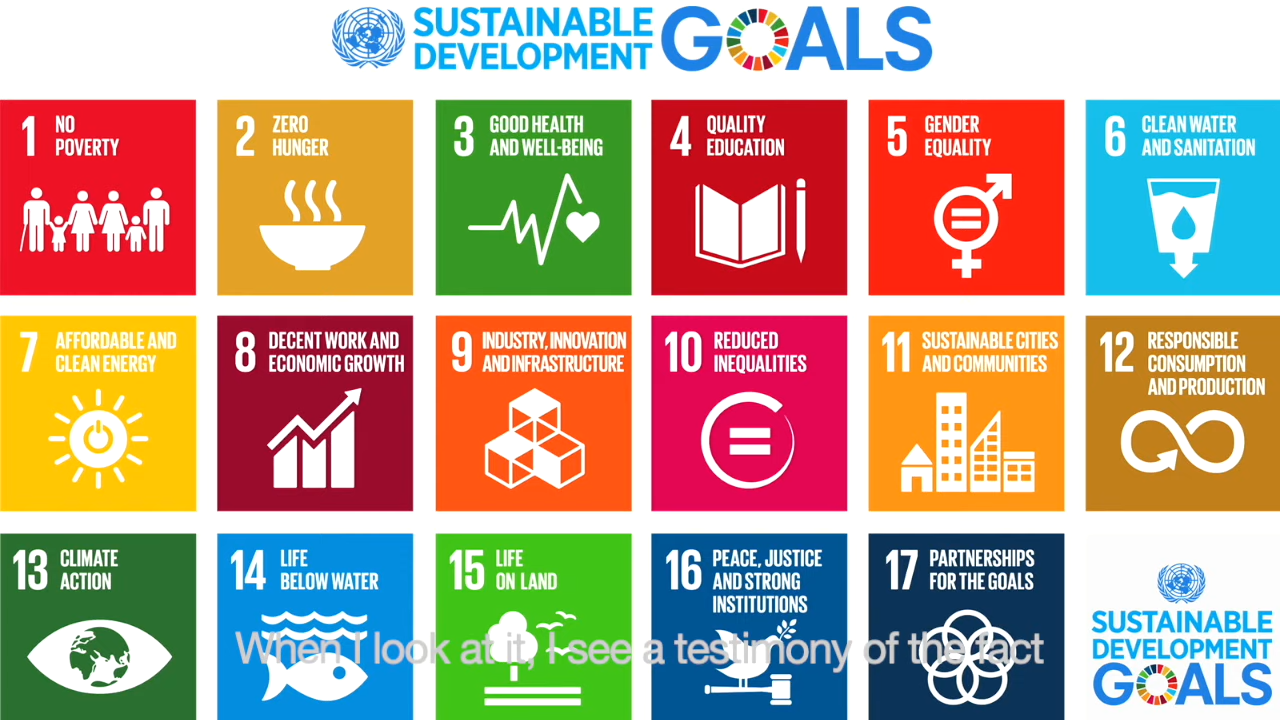 SUSTAINABLE
DEVELOPMENT
GOALS
1 NO
POVERTY
2 ZERO
HUNGER
3 GOOD HEALTH
AND WELL-BEING
4 QUALITY
EDUCATION
5 GENDER
EQUALITY
6 CLEAN WATER
AND SANITATION
7 AFFORDABLE AND
CLEAN ENERGY
8 DECENT WORK AND
ECONOMIC GROWTH
9 INDUSTRY, INNOVATION
AND INFRASTRUCTURE
10 REDUCED
INEQUALITIES
11 SUSTAINABLE CITIES
AND COMMUNITIES
12 RESPONSIBLE
CONSUMPTION
AND PRODUCTION
13 CLIMATE
ACTION
14 LIFE
BELOW WATER
15 LIFE
ON LAND
16 PEACE, JUSTICE
AND STRONG
INSTITUTIONS
17 PARTNERSHIPS
FOR THE GOALS
SUSTAINABLE
DEVELOPMENT
GOALS
When I look at it, I see a testimony of the fact